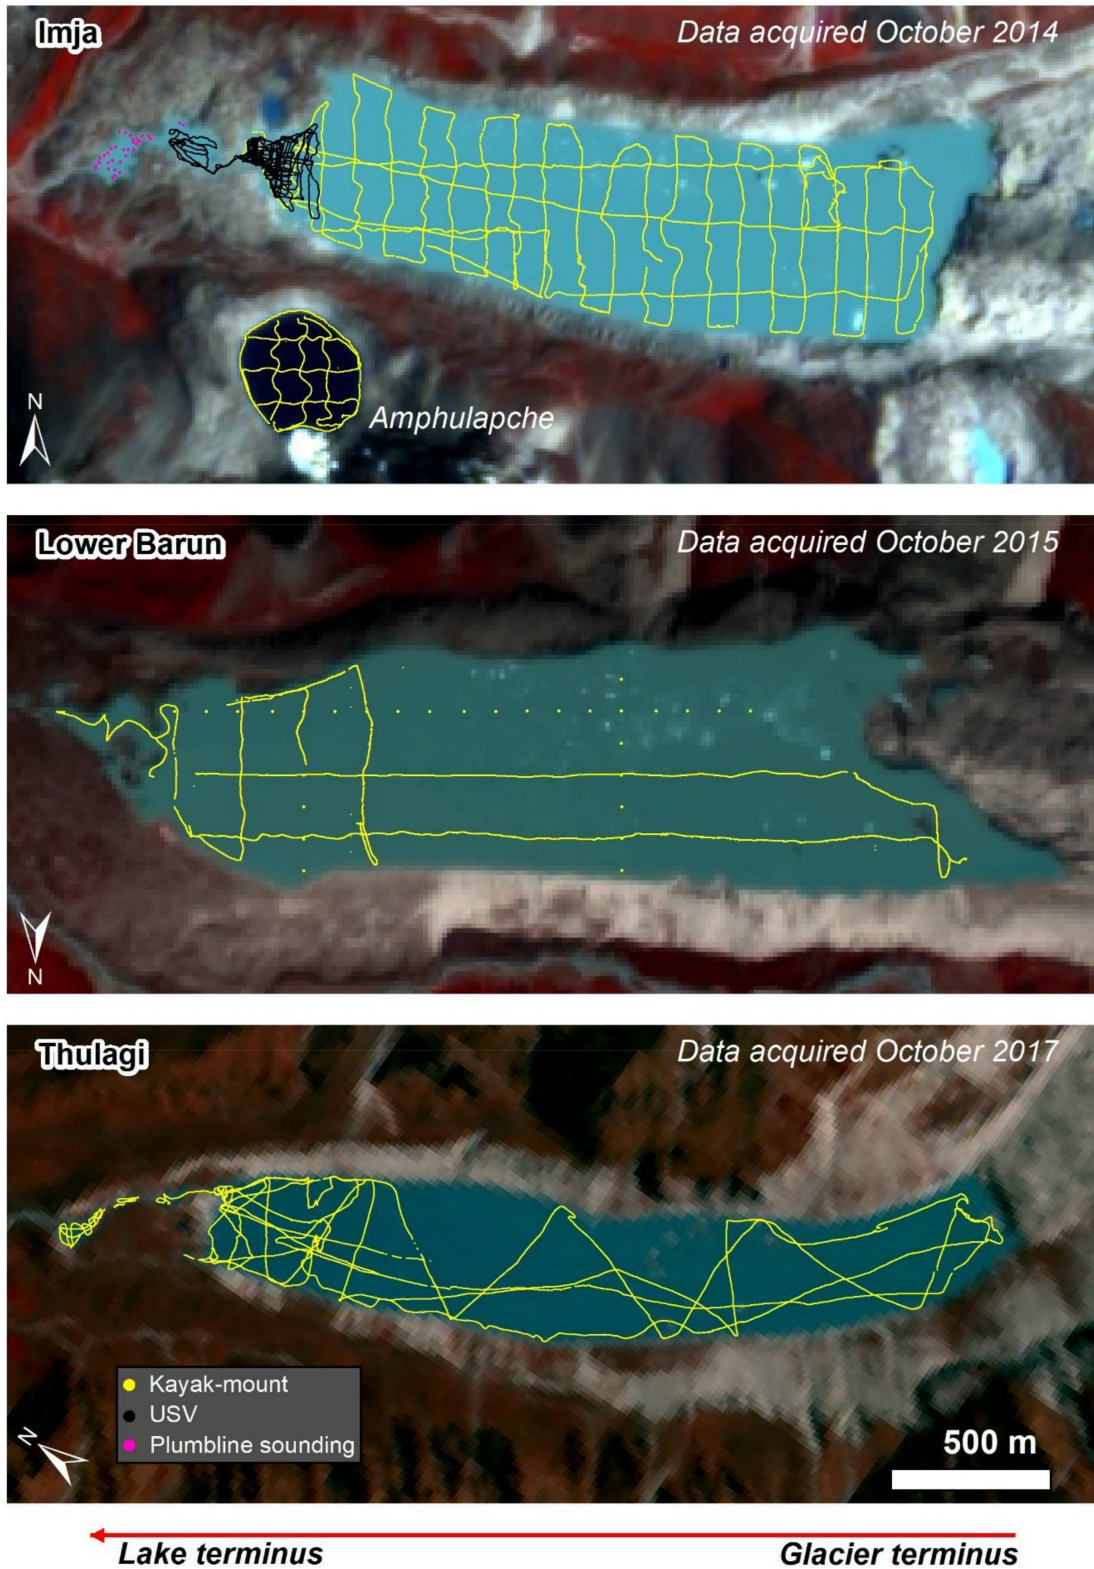 Imja
Data acquired October 2014
N
Amphulapche
Lower Barun
Data acquired October 2015
N
Thulagi
Data acquired October 2017
Kayak-mount
USV
Plumbline sounding
N
500 m
Lake terminus
Glacier terminus